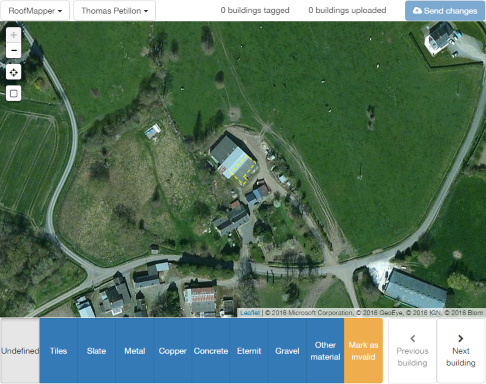 RoofMapper
Thomas Petillon
0 buildings tagged
0 buildings uploaded
Send changes
+
-
Leaflet | © 2016 Microsoft Corporation, © 2016 GeoEye, © 2016 IGN, © 2016 Blom
Undefined
Tiles
Slate
Metal
Copper
Concrete
Eternit
Gravel
Other
material
Mark as
invalid
Previous
building
Next
building